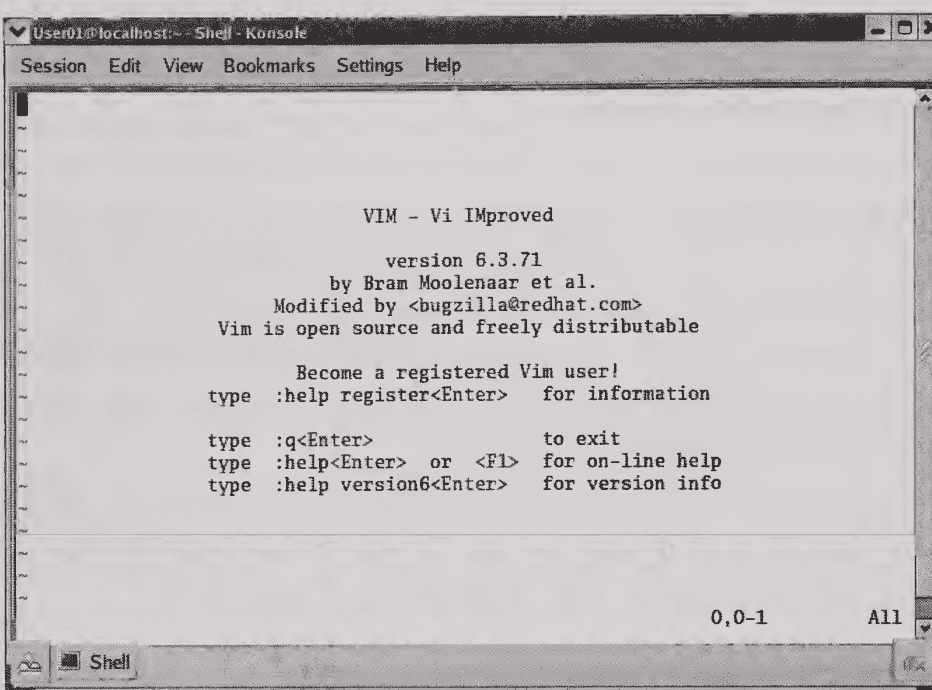 User01@localhost:~ - Shell - Konsole
Session Edit View Bookmarks Settings Help
~
~
~
~
~
VIM - Vi IMproved
~
~
version 6.3.71
~
by Bram Moolenaar et al.
~
Modified by <bugzilla@redhat.com>
~
Vim is open source and freely distributable
~
~
Become a registered Vim user!
~
type :help register<Enter> for information
~
~
type :q<Enter> to exit
~
type :help<Enter> or <F1> for on-line help
~
type :help version6<Enter> for version info
~
~
~
~
~
0,0-1 All
Shell